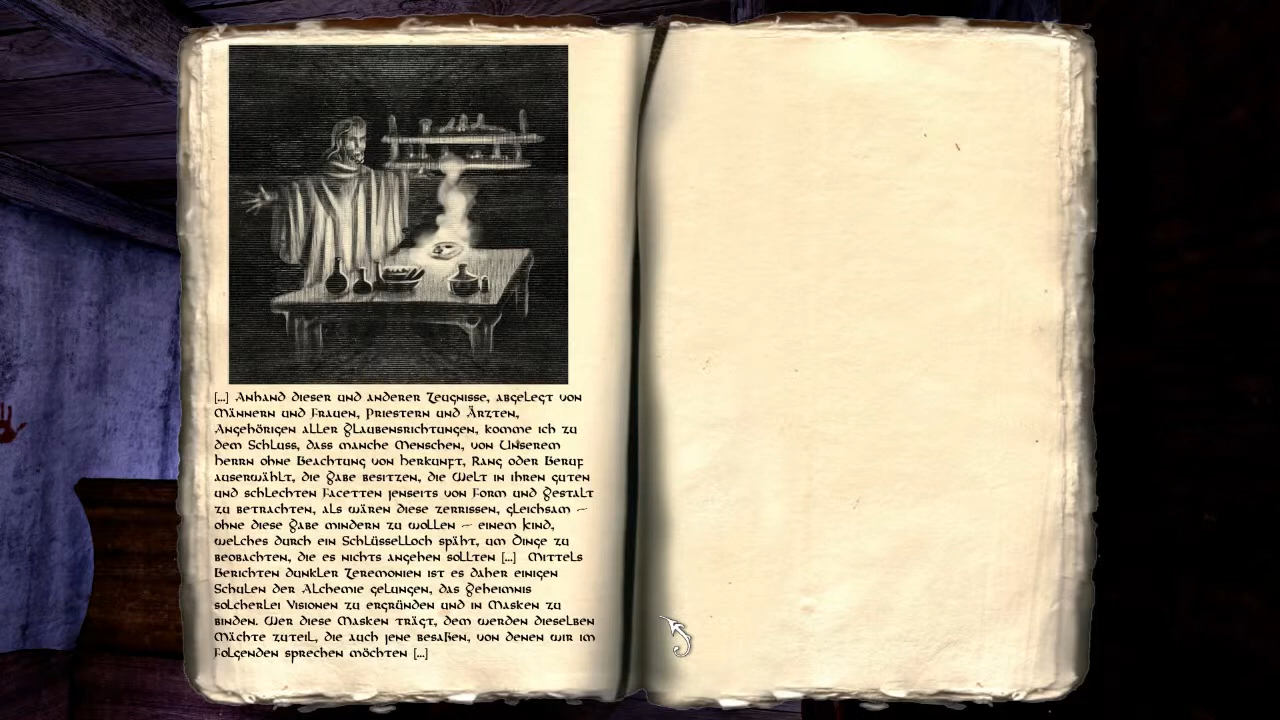 [...] Anhand dieser und anderer Zeugnisse, abgelegt von
Männern und Frauen, Priestern und Ärzten,
Angehörigen aller Glaubensrichtungen, komme ich zu
dem Schluss, dass manche Menschen, von Unserem
Herrn ohne Beachtung von Herkunft, Rang oder Beruf
auserwählt, die Gabe besitzen, die Welt in ihren guten
und schlechten Facetten jenseits von Form und Gestalt
zu betrachten, als wären diese zerrissen, gleichsam –
ohne diese Gabe mindern zu wollen – einem Kind,
welches durch ein Schlüsselloch späht, um Dinge zu
beobachten, die es nichts angehen sollten [...] Mittels
Berichten dunkler Zeremonien ist es daher einigen
Schulen der Alchemie gelungen, das Geheimnis
solcherlei Visionen zu ergründen und in Masken zu
binden. Wer diese Masken trägt, dem werden dieselben
Mächte zuteil, die auch jene besaßen, von denen wir im
Folgenden sprechen möchten [...]